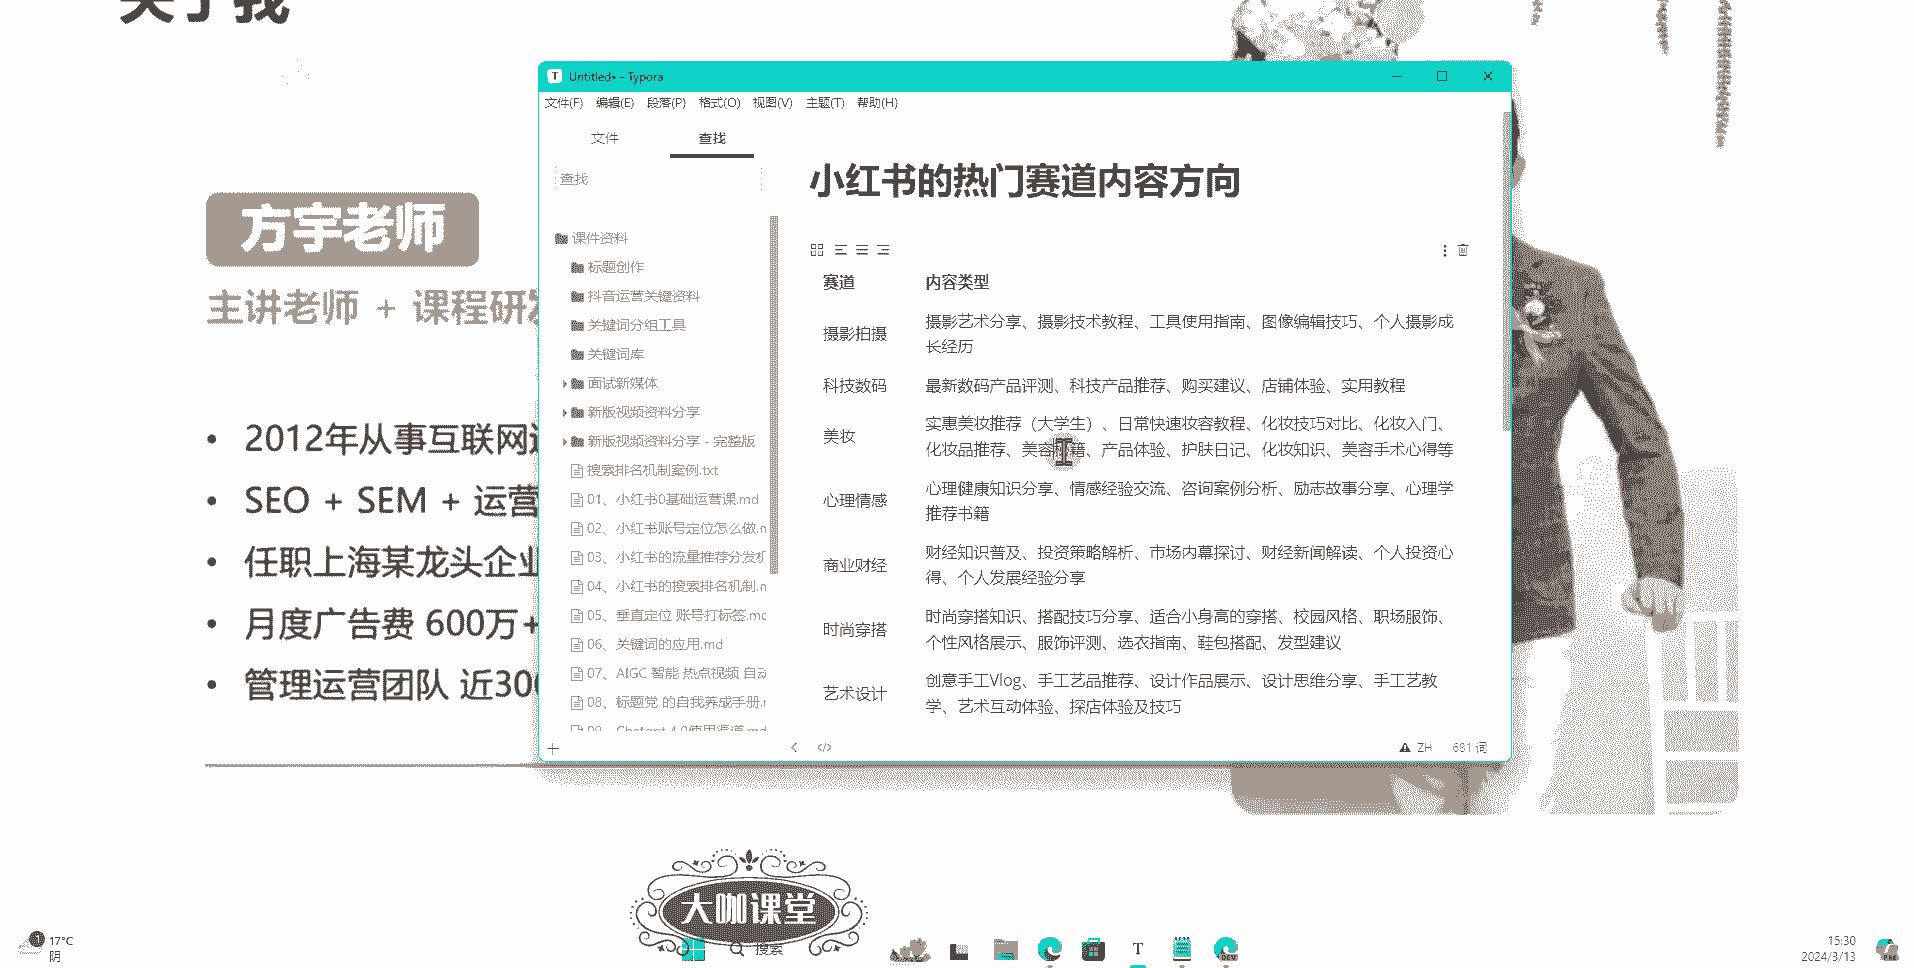 关于我
方宇老师
主讲老师 + 课程研发
2012年从事互联网
SEO + SEM + 运营
任职上海某龙头企业
月度广告费 600万+
管理运营团队 近300
Untitled• - Typora
文件(F) 编辑(E) 段落(P) 格式(O) 视图(V) 主题(T) 帮助(H)
文件 查找
查找
课件资料
标题创作
抖音运营关键资料
关键词分组工具
关键词库
面试新媒体
新版视频资料分享
新版视频资料分享 - 完整版
搜索排名机制案例.txt
01、小红书0基础运营课.md
02、小红书账号定位怎么做.m
03、小红书的流量推荐分发机
04、小红书的搜索排名机制.m
05、垂直定位 账号打标签.mc
06、关键词的应用.md
07、AIGC 智能 热点视频 自动
08、标题党 的自我养成手册.r
09、Chatgpt 4.0使用渠道.md
小红书的热门赛道内容方向
赛道 内容类型
摄影拍摄 摄影艺术分享、摄影技术教程、工具使用指南、图像编辑技巧、个人摄影成
长经历
科技数码 最新数码产品评测、科技产品推荐、购买建议、店铺体验、实用教程
美妆 实惠美妆推荐（大学生）、日常快速妆容教程、化妆技巧对比、化妆入门、
化妆品推荐、美容 籍、产品体验、护肤日记、化妆知识、美容手术心得等
心理情感 心理健康知识分享、情感经验交流、咨询案例分析、励志故事分享、心理学
推荐书籍
商业财经 财经知识普及、投资策略解析、市场内幕探讨、财经新闻解读、个人投资心
得、个人发展经验分享
时尚穿搭 时尚穿搭知识、搭配技巧分享、适合小身高的穿搭、校园风格、职场服饰、
个性风格展示、服饰评测、选衣指南、鞋包搭配、发型建议
艺术设计 创意手工Vlog、手工艺品推荐、设计作品展示、设计思维分享、手工艺教
学、艺术互动体验、探店体验及技巧
ZH 681 词
大咖课堂
1 17°C
阴
搜索
DEV
15:30
2024/3/13
PRE